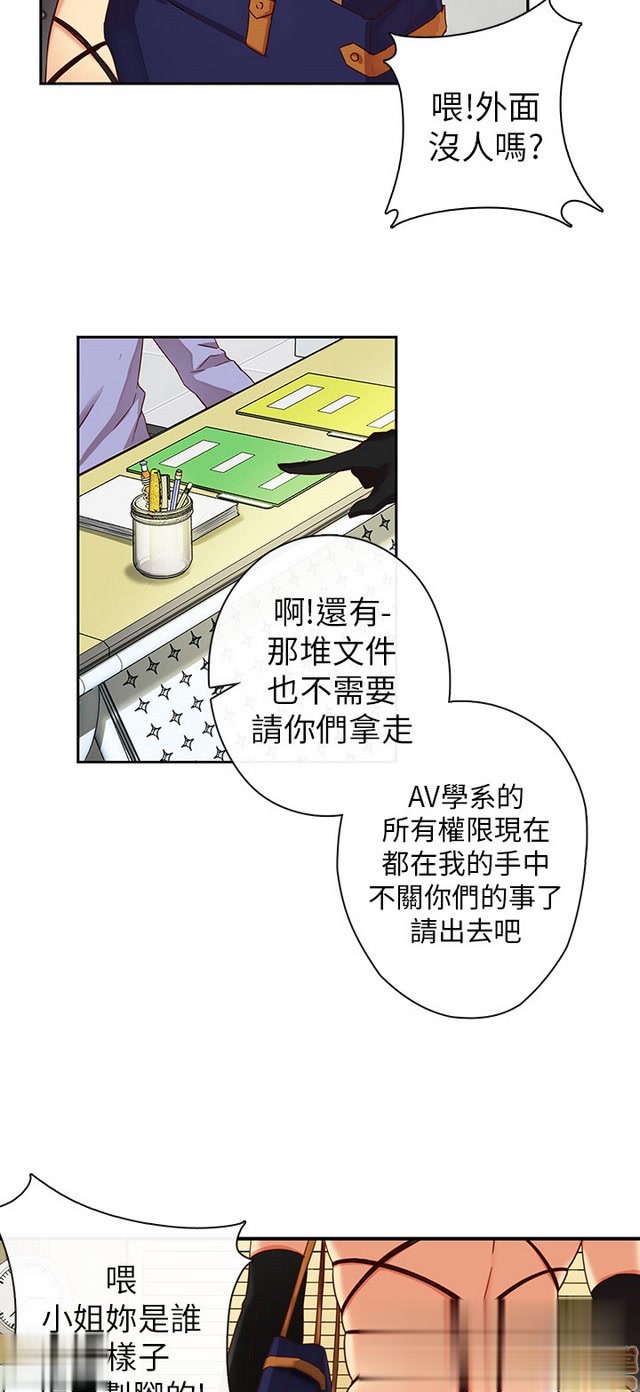 喂!外面
沒人嗎?
啊!還有-
那堆文件
也不需要
請你們拿走
AV學系的
所有權限現在
都在我的手中
不關你們的事了
請出去吧
喂
小姐妳是誰
樣子
腳的!